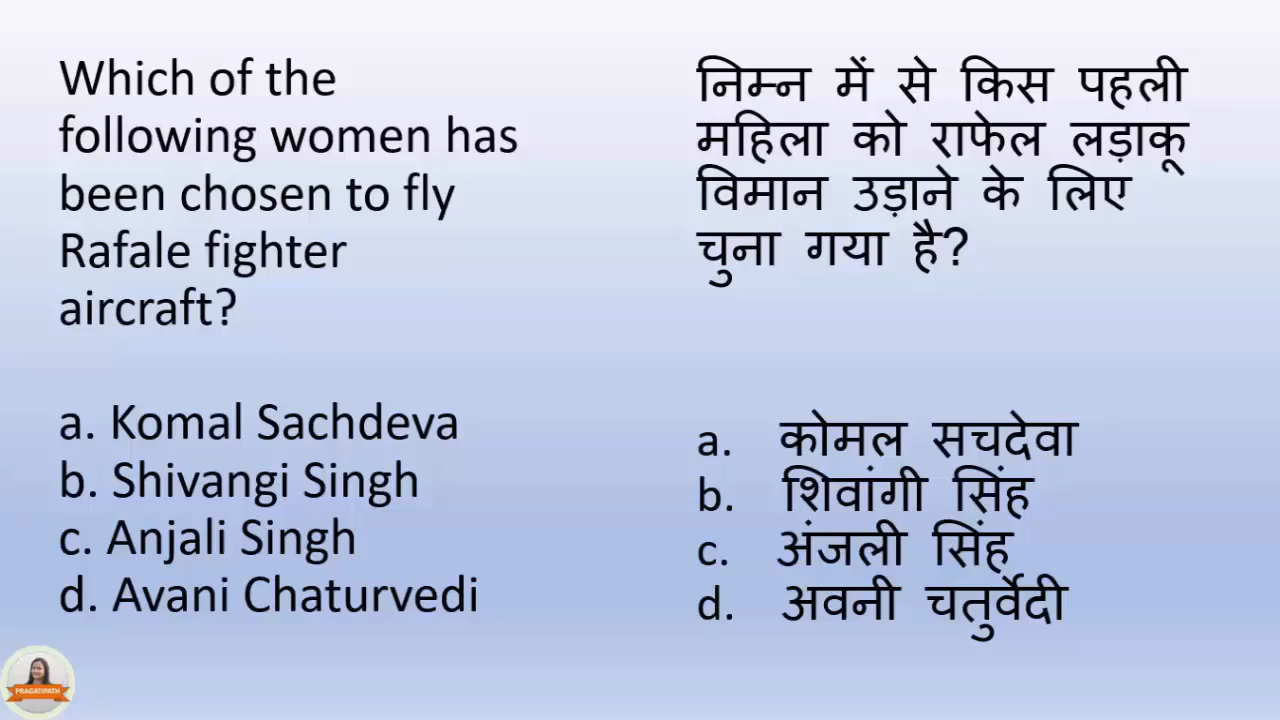 Which of the
following women has
been chosen to fly
Rafale fighter
aircraft?
a. Komal Sachdeva
b. Shivangi Singh
c. Anjali Singh
d. Avani Chaturvedi
निम्न में से किस पहली
महिला को राफेल लड़ाकू
विमान उड़ाने के लिए
चुना गया है?
a. कोमल सचदेवा
b. शिवांगी सिंह
c. अंजली सिंह
d. अवनी चतुर्वेदी
PRAGATIPATH